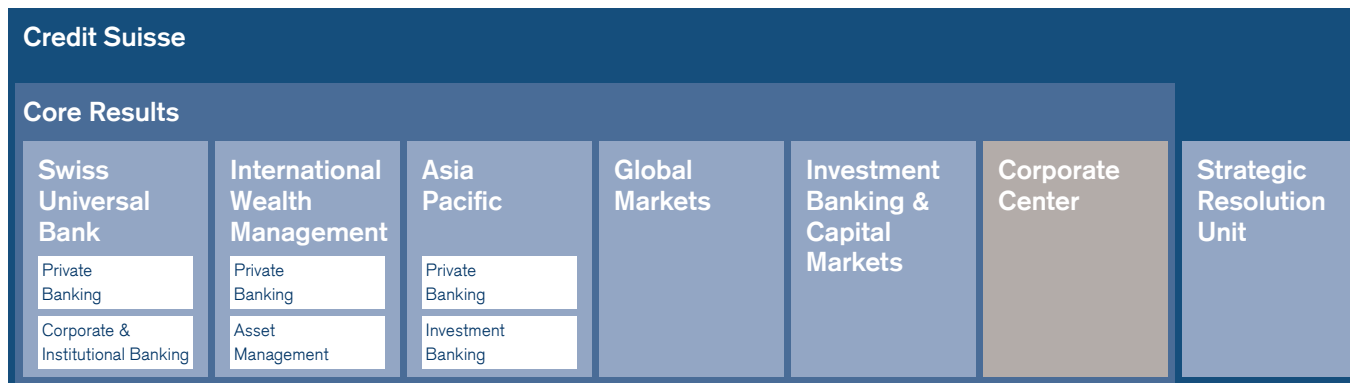 Credit Suisse
Core Results
Swiss
Universal
Bank
Private
Banking
Corporate &
Institutional Banking
International
Wealth
Management
Private
Banking
Asset
Management
Asia
Pacific
Private
Banking
Investment
Banking
Global
Markets
Investment
Banking &
Capital
Markets
Corporate
Center
Strategic
Resolution
Unit